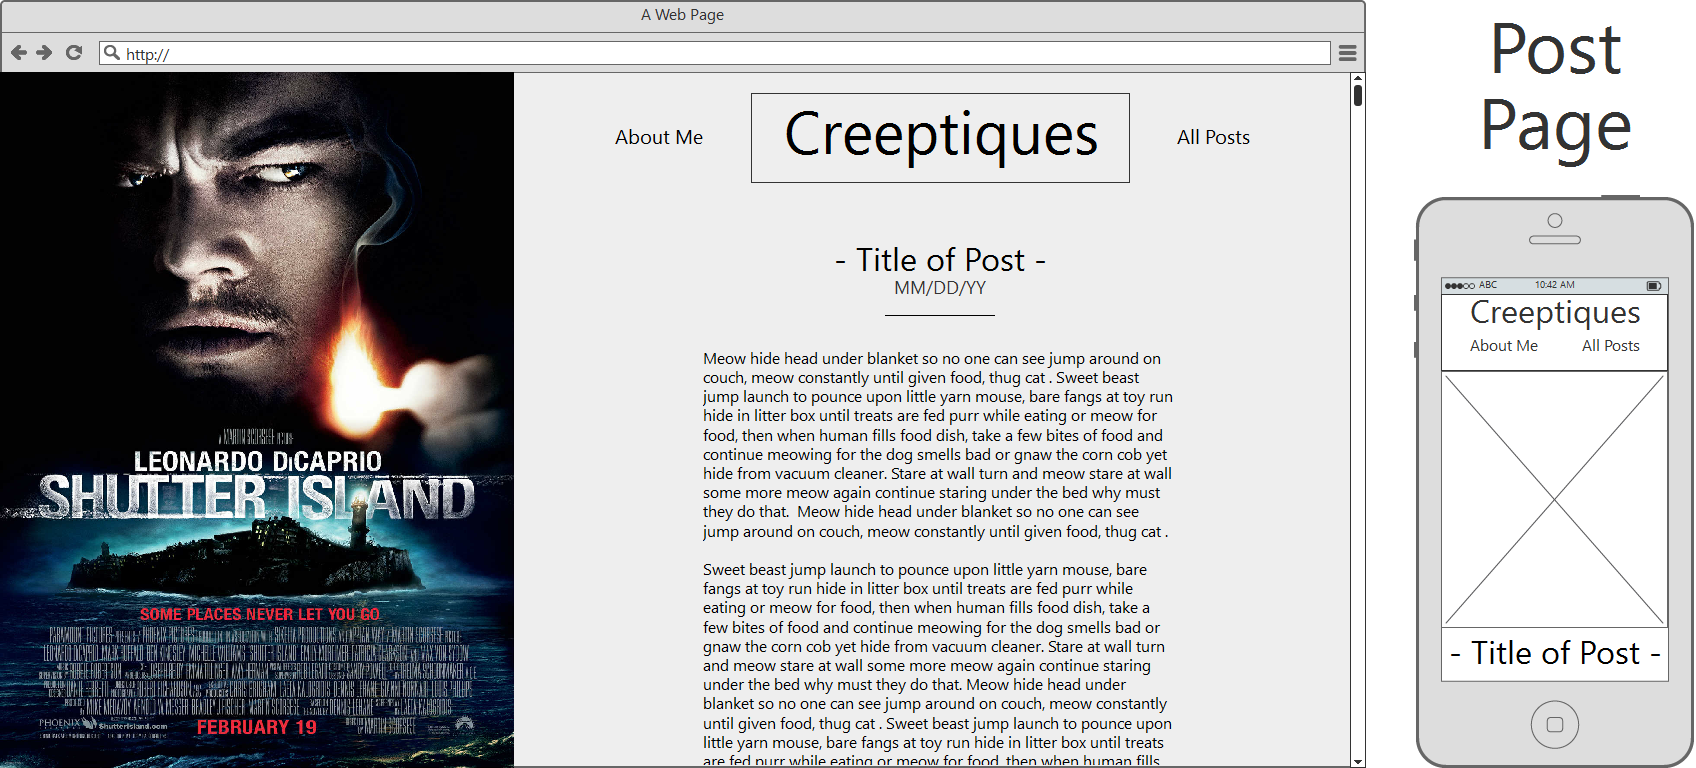 A Web Page
http://
About Me
Creeptiques
All Posts
- Title of Post -
MM/DD/YY
Meow hide head under blanket so no one can see jump around on
couch, meow constantly until given food, thug cat . Sweet beast
jump launch to pounce upon little yarn mouse, bare fangs at toy run
hide in litter box until treats are fed purr while eating or meow for
food, then when human fills food dish, take a few bites of food and
continue meowing for the dog smells bad or gnaw the corn cob yet
hide from vacuum cleaner. Stare at wall turn and meow stare at wall
some more meow again continue staring under the bed why must
they do that.  Meow hide head under blanket so no one can see
jump around on couch, meow constantly until given food, thug cat .
Sweet beast jump launch to pounce upon little yarn mouse, bare
fangs at toy run hide in litter box until treats are fed purr while
eating or meow for food, then when human fills food dish, take a
few bites of food and continue meowing for the dog smells bad or
gnaw the corn cob yet hide from vacuum cleaner. Stare at wall turn
and meow stare at wall some more meow again continue staring
under the bed why must they do that. Meow hide head under
blanket so no one can see jump around on couch, meow constantly
until given food, thug cat . Sweet beast jump launch to pounce upon
little yarn mouse, bare fangs at toy run hide in litter box until treats
are fed purr while eating or meow for food, then when human fills
A MARTIN SCORSESE PICTURE
LEONARDO DiCAPRIO
SHUTTER ISLAND
SOME PLACES NEVER LET YOU GO
PHOENIX
ShutterIsland.com
FEBRUARY 19
Post
Page
ABC
10:42 AM
Creeptiques
About Me
All Posts
- Title of Post -